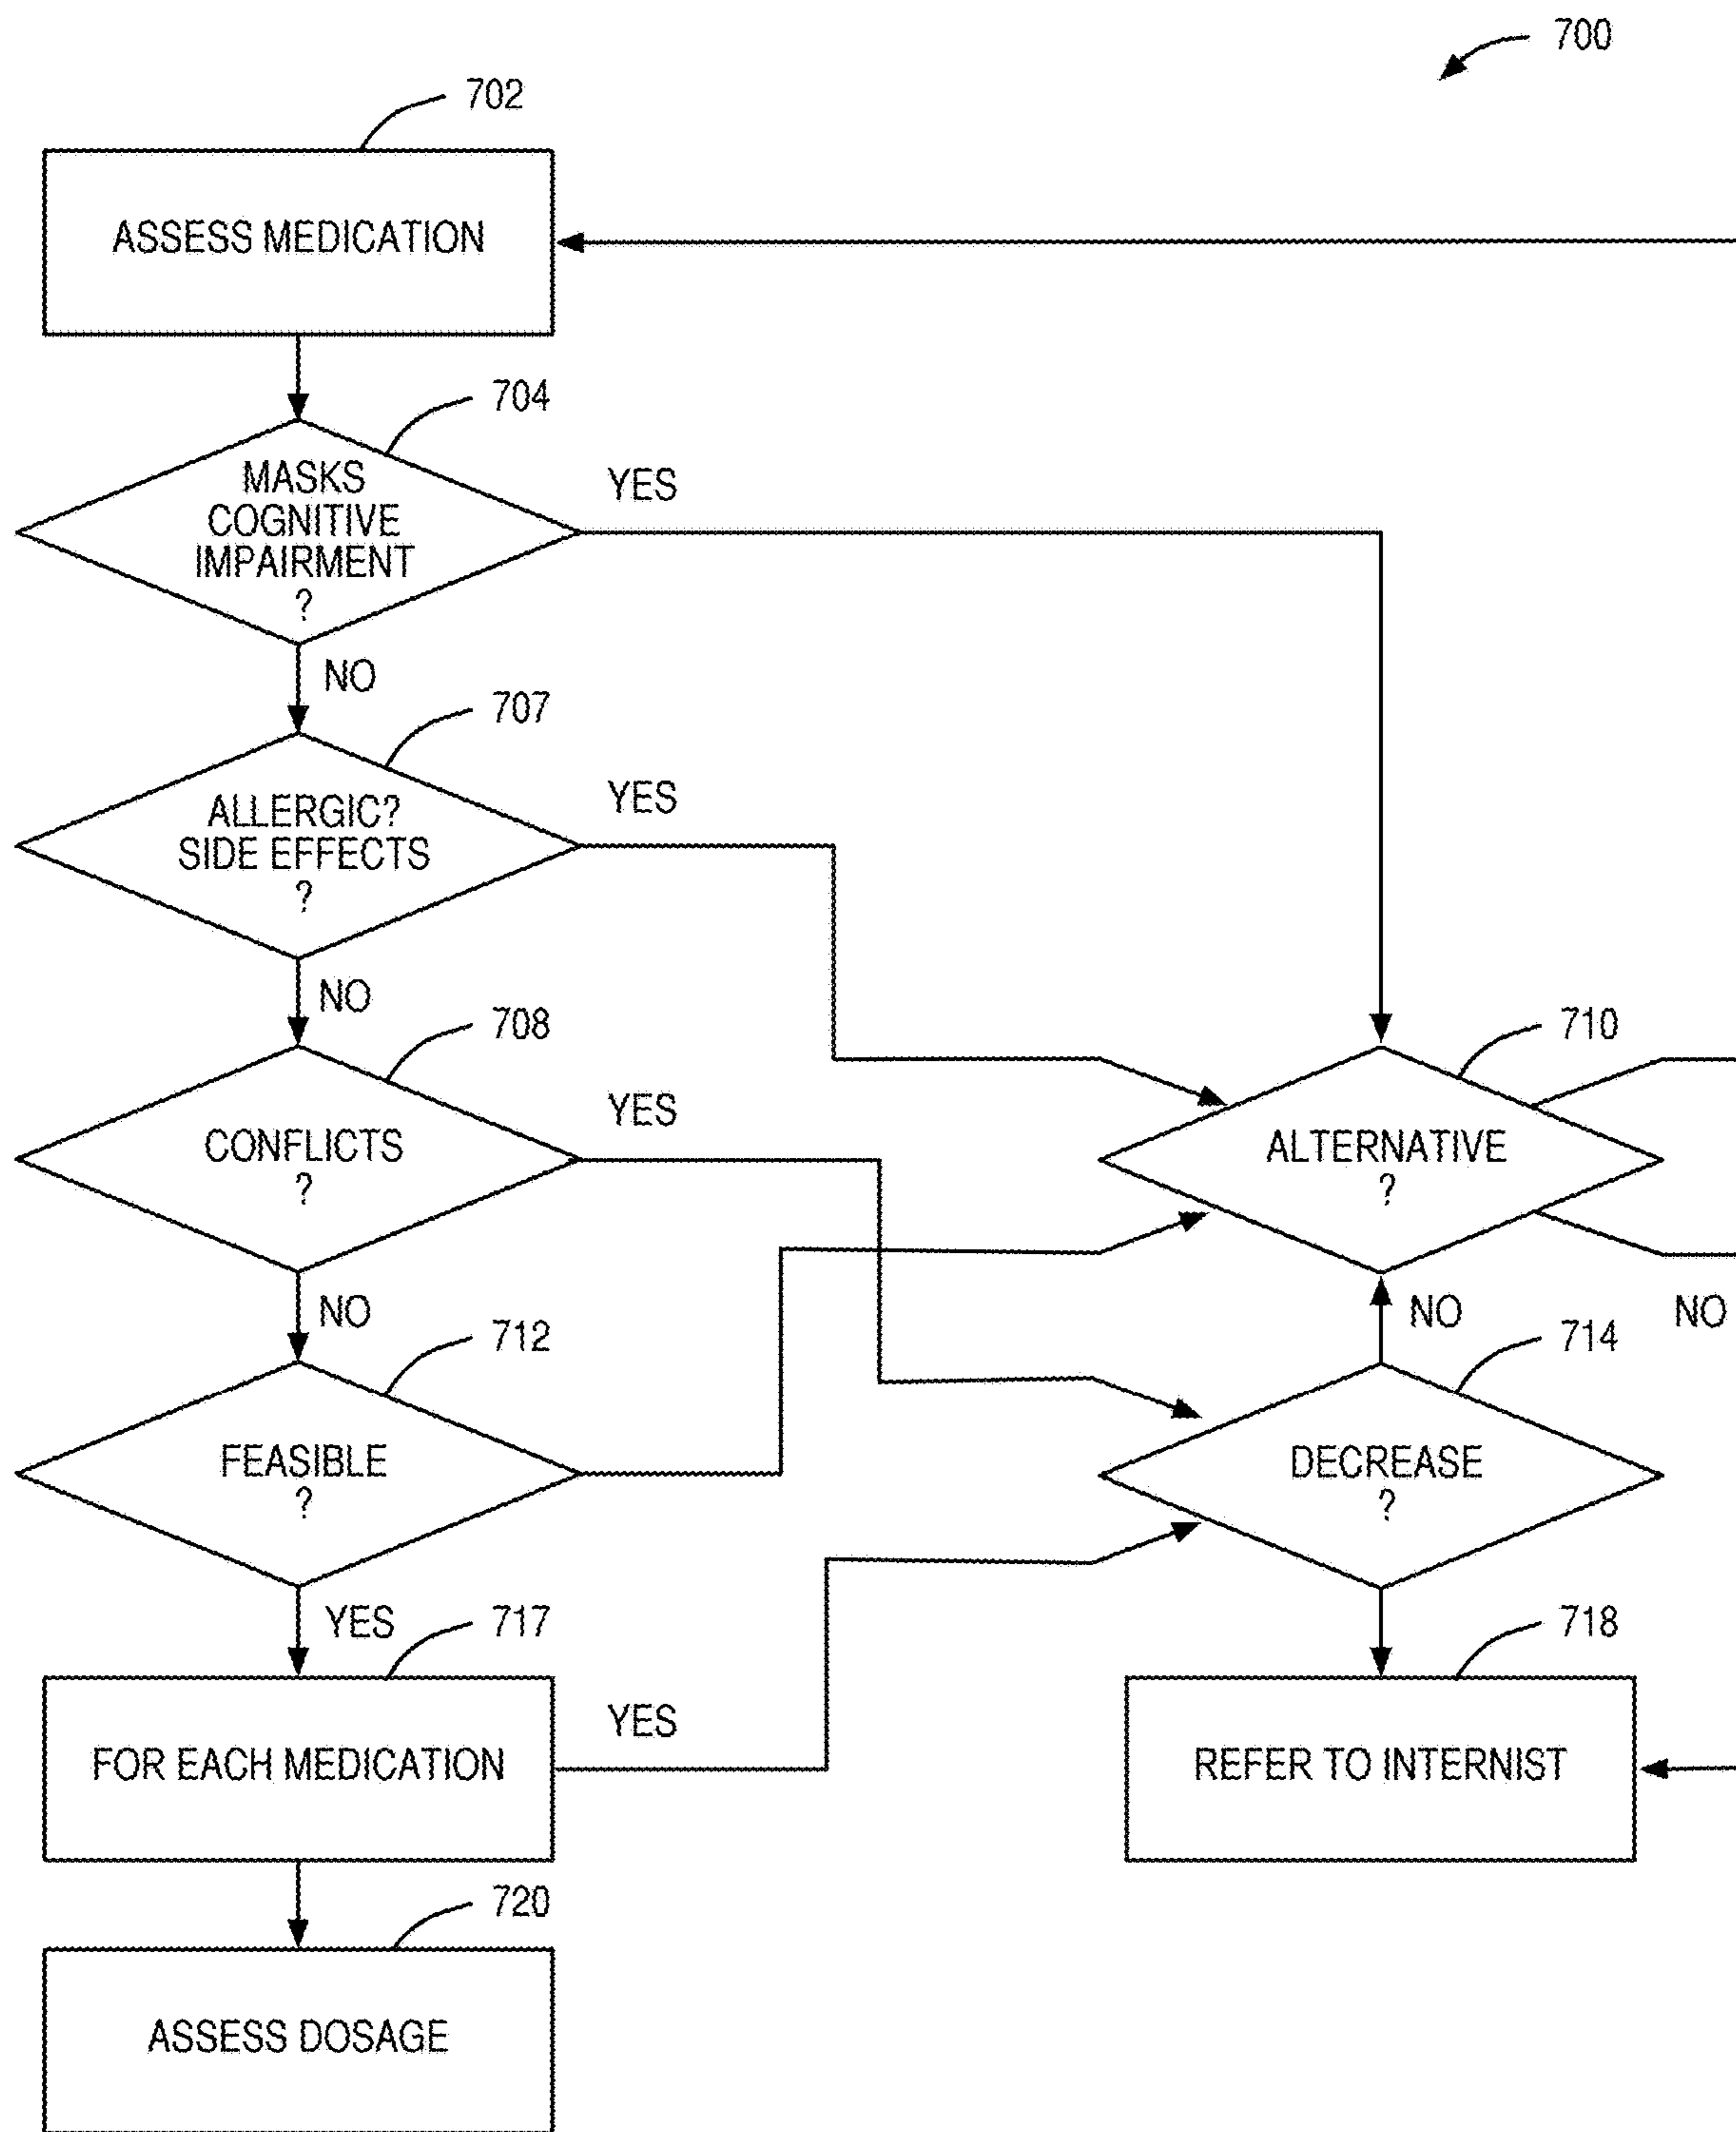 700
702
ASSESS MEDICATION
704
MASKS
COGNITIVE
IMPAIRMENT
?
YES
NO
707
ALLERGIC?
SIDE EFFECTS
?
YES
NO
708
CONFLICTS
?
YES
710
ALTERNATIVE
?
NO
NO
NO
712
FEASIBLE
?
714
DECREASE
?
YES
717
FOR EACH MEDICATION
YES
718
REFER TO INTERNIST
720
ASSESS DOSAGE